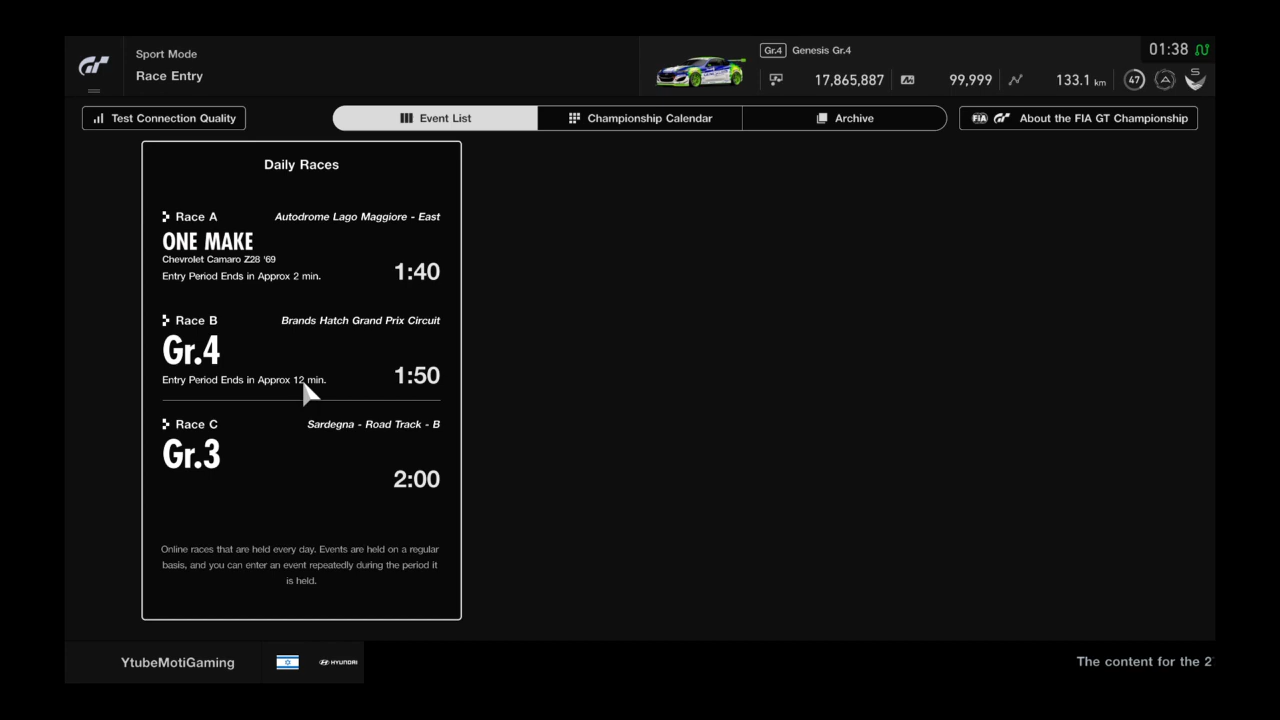 Sport Mode
Race Entry
Gr.4 Genesis Gr.4
17,865,887
99,999
133.1 km
47
A
S
01:38
Test Connection Quality
Event List
Championship Calendar
Archive
FIA GT About the FIA GT Championship
Daily Races
Race A Autodrome Lago Maggiore - East
ONE MAKE
Chevrolet Camaro Z28 '69
Entry Period Ends in Approx 2 min.
1:40
Race B Brands Hatch Grand Prix Circuit
Gr.4
Entry Period Ends in Approx 12 min.
1:50
Race C Sardegna - Road Track - B
Gr.3
2:00
Online races that are held every day. Events are held on a regular
basis, and you can enter an event repeatedly during the period it
is held.
YtubeMotiGaming HYUNDAI
The content for the 2